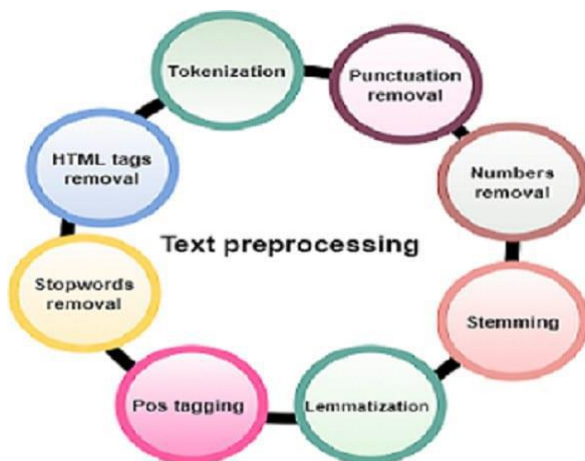 Tokenization
Punctuation
removal
HTML tags
removal
Numbers
removal
Text preprocessing
Stopwords
removal
Stemming
Pos tagging
Lemmatization